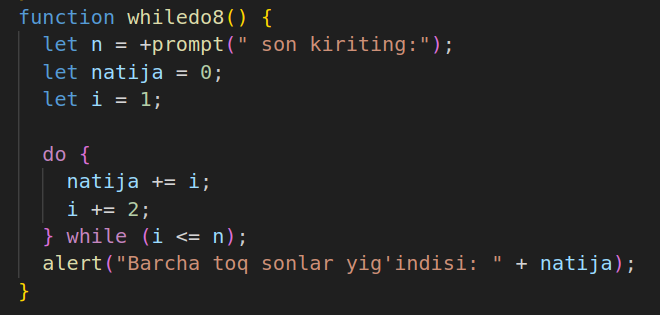 function whiledo8() {
  let n = +prompt(" son kiriting:");
  let natija = 0;
  let i = 1;

  do {
    natija += i;
    i += 2;
  } while (i <= n);
  alert("Barcha toq sonlar yig'indisi: " + natija);
}